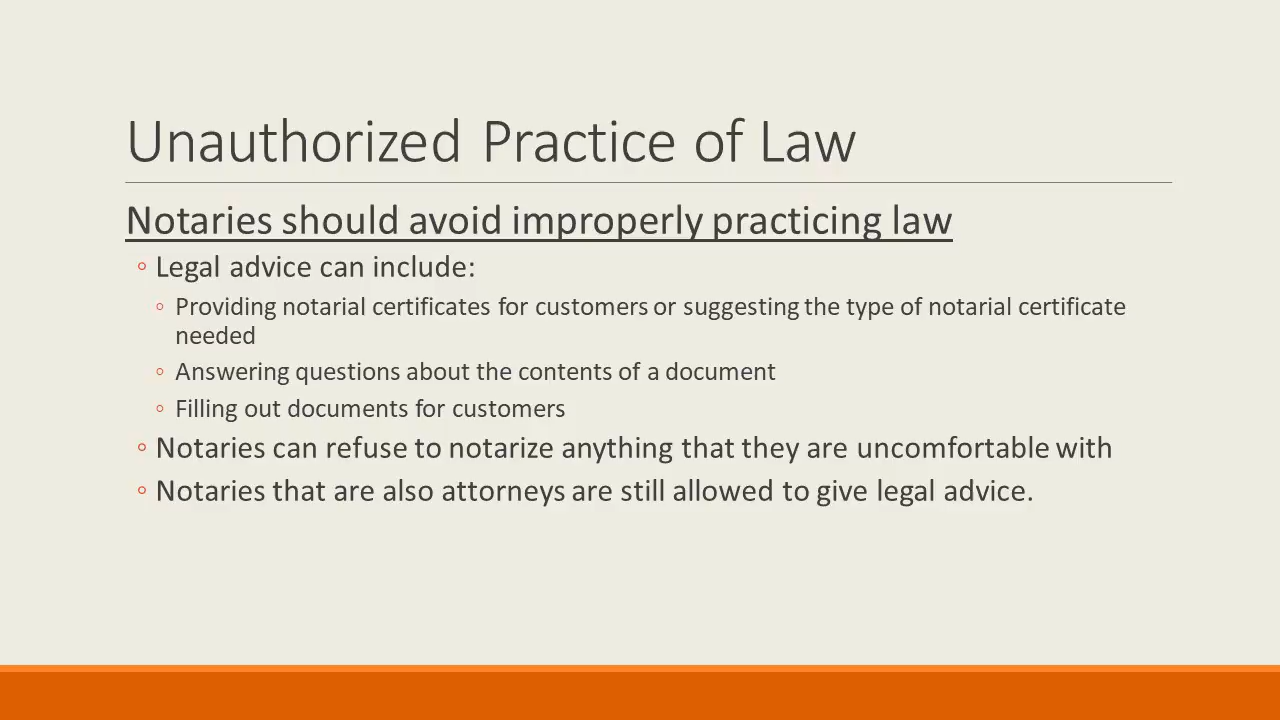 Unauthorized Practice of Law
Notaries should avoid improperly practicing law
◦ Legal advice can include:
◦ Providing notarial certificates for customers or suggesting the type of notarial certificate
needed
◦ Answering questions about the contents of a document
◦ Filling out documents for customers
◦ Notaries can refuse to notarize anything that they are uncomfortable with
◦ Notaries that are also attorneys are still allowed to give legal advice.